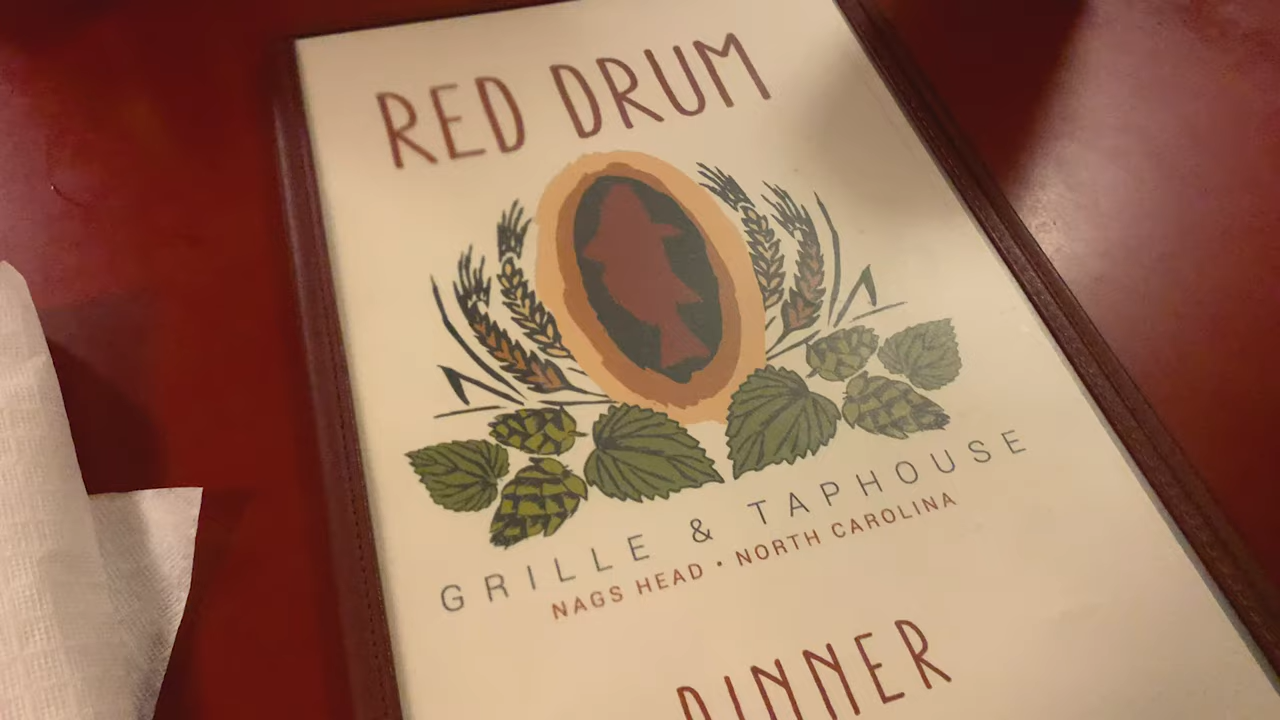 RED DRUM
GRILLE & TAPHOUSE
NAGS HEAD • NORTH CAROLINA
DINNER